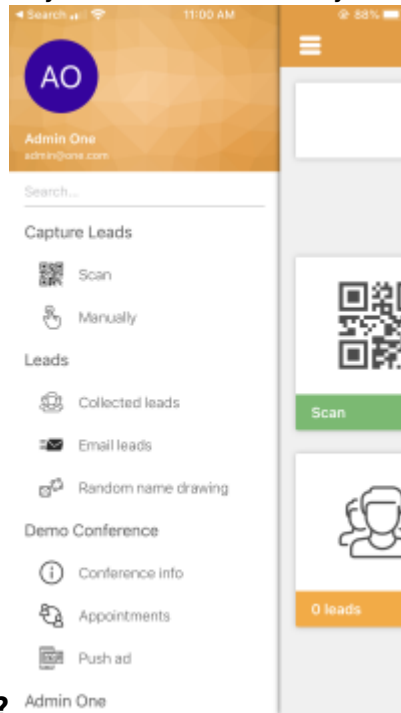 Search
11:00 AM
88%
AO
Admin One
admin@one.com
Search...
Capture Leads
Scan
Manually
Leads
Collected leads
Email leads
Random name drawing
Demo Conference
Conference info
Appointments
Push ad
? Admin One
Scan
0 leads